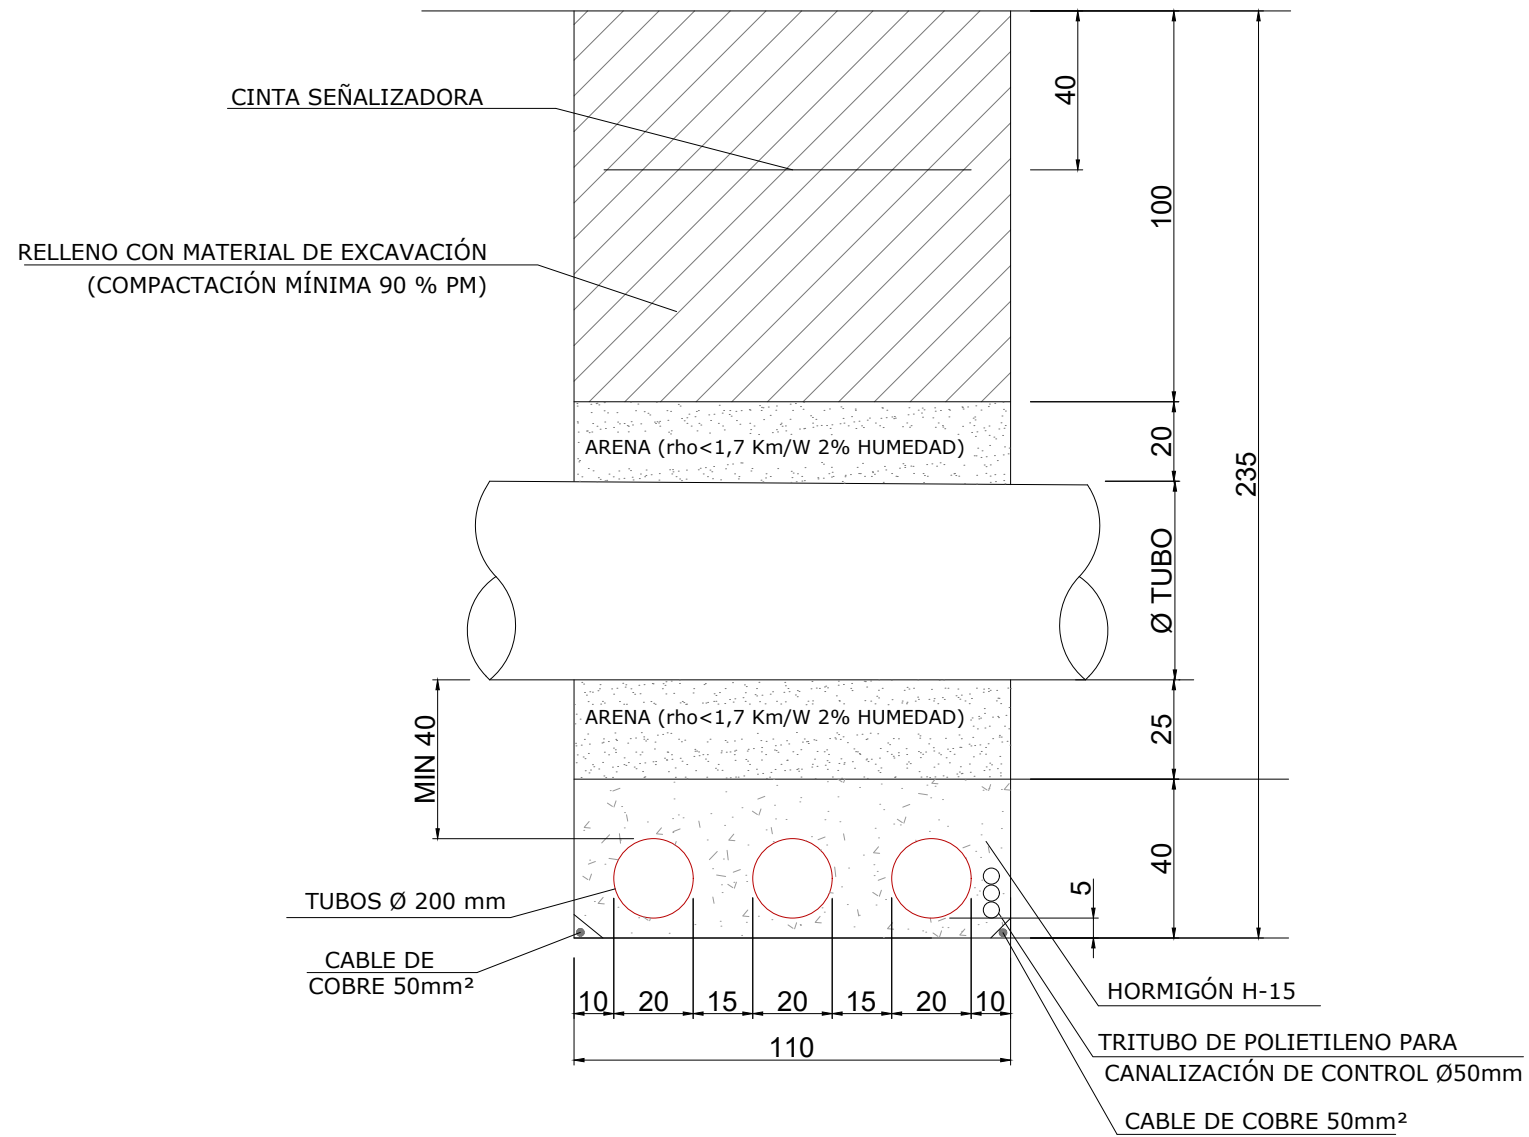 CINTA SEÑALIZADORA
40
100
RELLENO CON MATERIAL DE EXCAVACIÓN
(COMPACTACIÓN MÍNIMA 90 % PM)
ARENA (rho<1,7 Km/W 2% HUMEDAD)
20
235
Ø TUBO
ARENA (rho<1,7 Km/W 2% HUMEDAD)
25
MIN 40
40
5
TUBOS Ø 200 mm
CABLE DE
COBRE 50mm²
10 20 15 20 15 20 10
110
HORMIGÓN H-15
TRITUBO DE POLIETILENO PARA
CANALIZACIÓN DE CONTROL Ø50mm
CABLE DE COBRE 50mm²